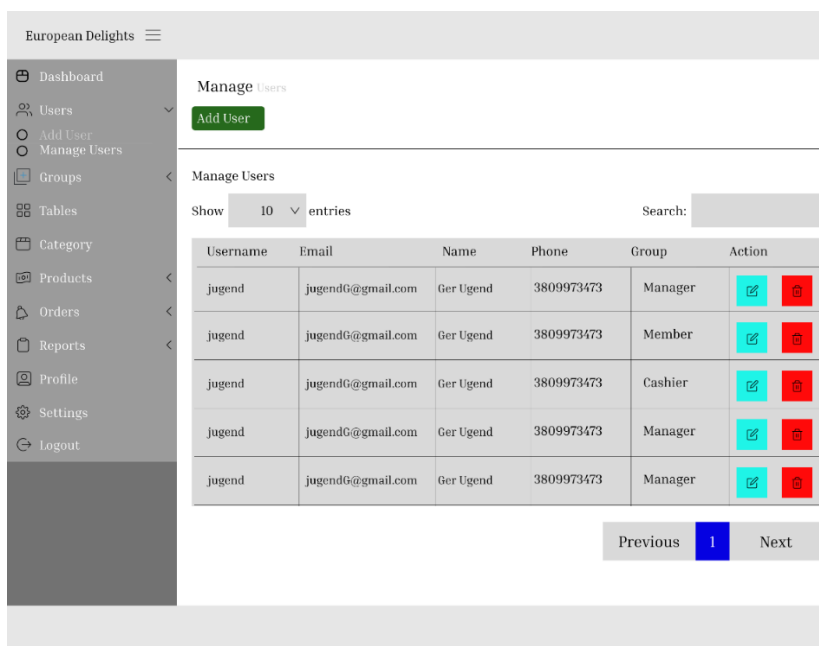 European Delights
Dashboard
Users
Add User
Manage Users
Groups
Tables
Category
Products
Orders
Reports
Profile
Settings
Logout
Manage Users
Add User
Manage Users
Show 10 entries Search:
Username Email Name Phone Group Action
jugend jugendG@gmail.com Ger Ugend 3809973473 Manager
jugend jugendG@gmail.com Ger Ugend 3809973473 Member
jugend jugendG@gmail.com Ger Ugend 3809973473 Cashier
jugend jugendG@gmail.com Ger Ugend 3809973473 Manager
jugend jugendG@gmail.com Ger Ugend 3809973473 Manager
Previous 1 Next